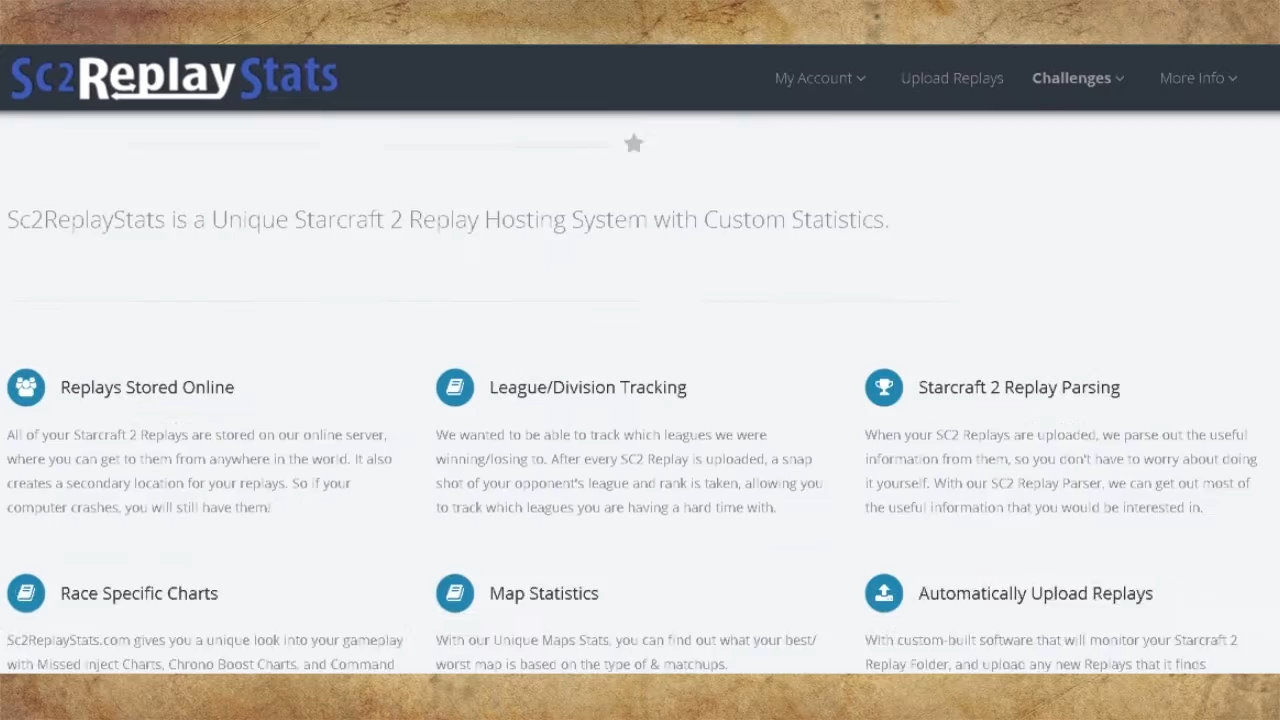 Sc2ReplayStats
My Account
Upload Replays
Challenges
More Info
Sc2ReplayStats is a Unique Starcraft 2 Replay Hosting System with Custom Statistics.
Replays Stored Online
All of your Starcraft 2 Replays are stored on our online server,
where you can get to them from anywhere in the world. It also
creates a secondary location for your replays. So if your
computer crashes, you will still have them!
League/Division Tracking
We wanted to be able to track which leagues we were
winning/losing to. After every SC2 Replay is uploaded, a snap
shot of your opponent's league and rank is taken, allowing you
to track which leagues you are having a hard time with.
Starcraft 2 Replay Parsing
When your SC2 Replays are uploaded, we parse out the useful
information from them, so you don't have to worry about doing
it yourself. With our SC2 Replay Parser, we can get out most of
the useful information that you would be interested in.
Race Specific Charts
Sc2ReplayStats.com gives you a unique look into your gameplay
with Missed Inject Charts, Chrono Boost Charts, and Command
Map Statistics
With our Unique Maps Stats, you can find out what your best/
worst map is based on the type of & matchups.
Automatically Upload Replays
With custom-built software that will monitor your Starcraft 2
Replay Folder, and upload any new Replays that it finds